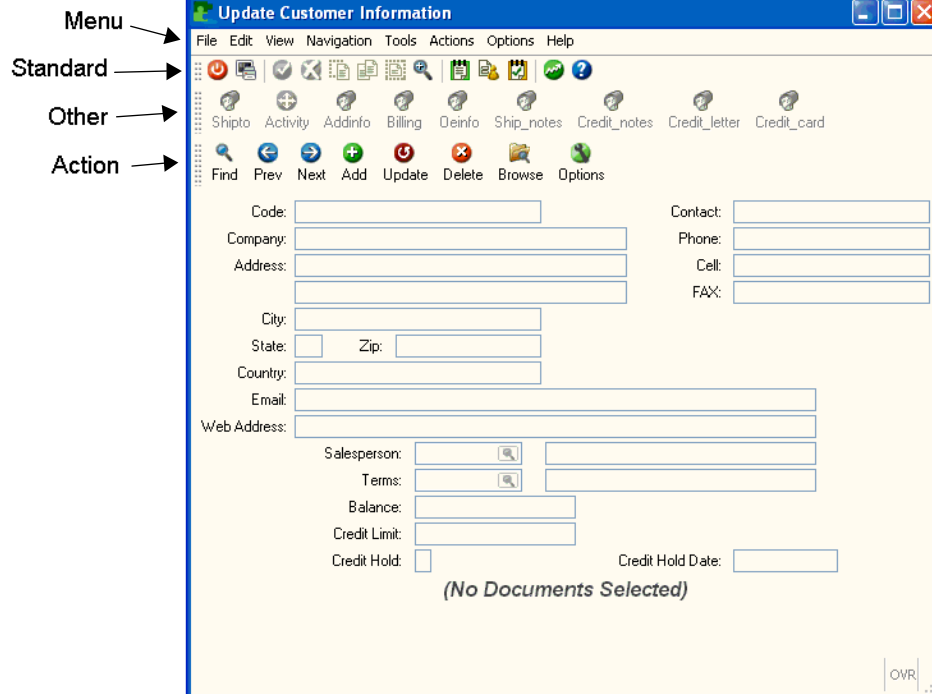 Update Customer Information
Menu
File Edit View Navigation Tools Actions Options Help
Standard
Other
Shipto Activity Addinfo Billing Oeinfo Ship_notes Credit_notes Credit_letter Credit_card
Action
Find Prev Next Add Update Delete Browse Options
Code: Contact:
Company: Phone:
Address: Cell:
FAX:
City:
State: Zip:
Country:
Email:
Web Address:
Salesperson:
Terms:
Balance:
Credit Limit:
Credit Hold: Credit Hold Date:
(No Documents Selected)
OVR